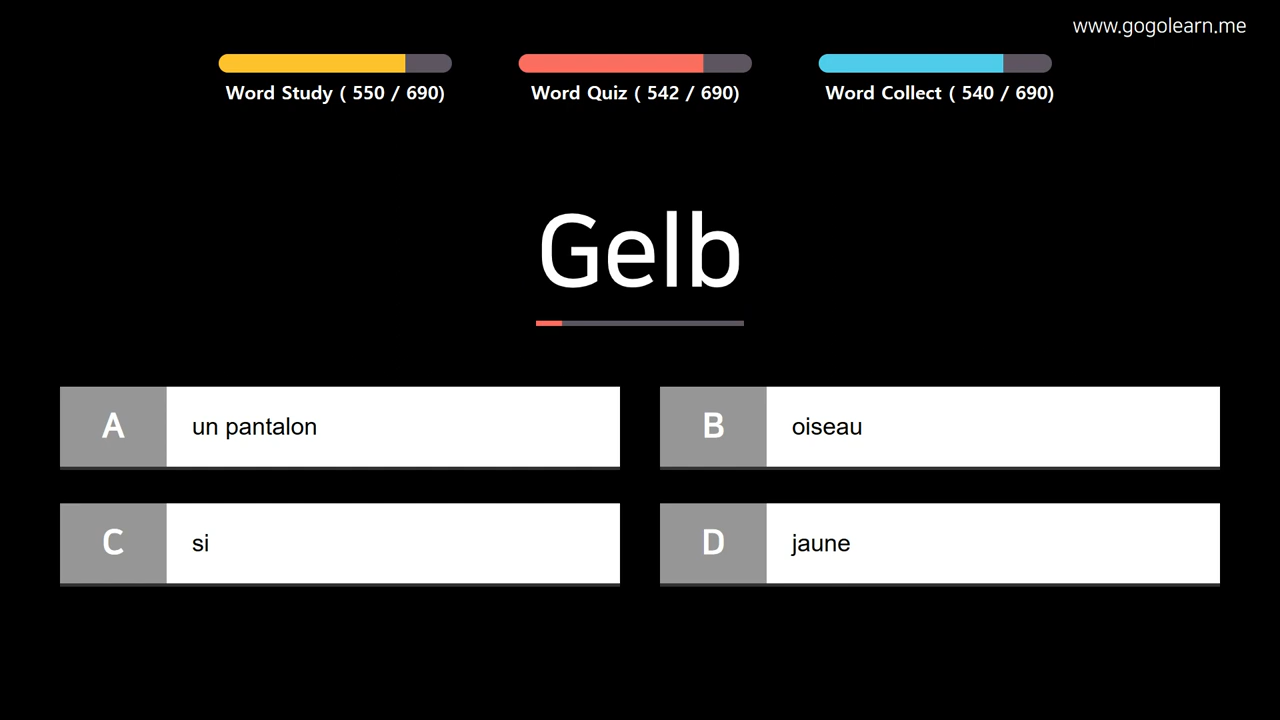 www.gogolearn.me
Word Study ( 550 / 690)
Word Quiz ( 542 / 690)
Word Collect ( 540 / 690)
Gelb
A
un pantalon
B
oiseau
C
si
D
jaune